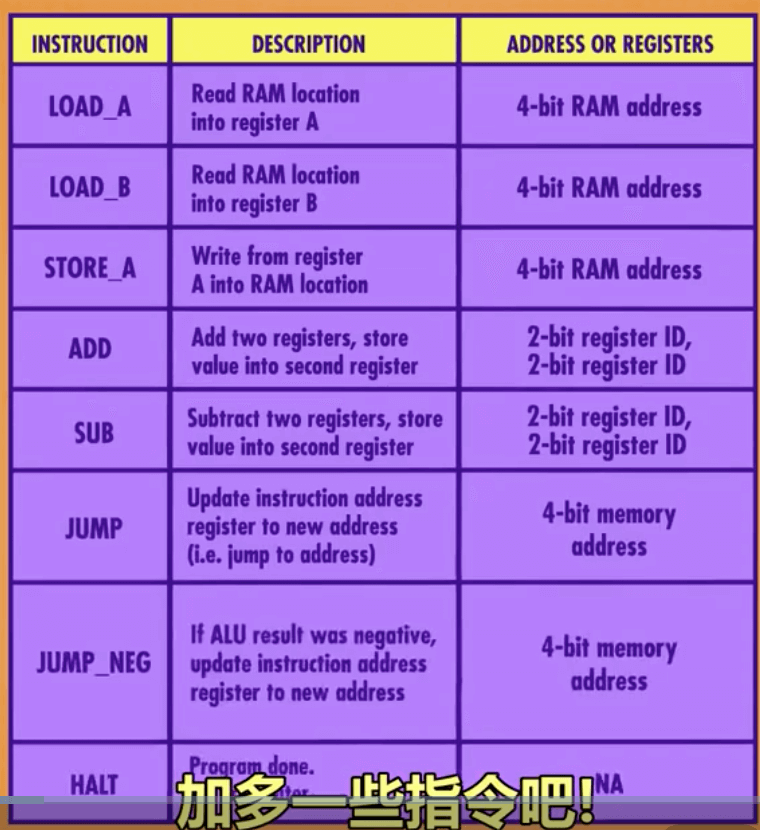 INSTRUCTION DESCRIPTION ADDRESS OR REGISTERS
LOAD_A
Read RAM location
into register A
4-bit RAM address
LOAD_B
Read RAM location
into register B
4-bit RAM address
STORE_A
Write from register
A into RAM location
4-bit RAM address
ADD
Add two registers, store
value into second register
2-bit register ID,
2-bit register ID
SUB
Subtract two registers, store
value into second register
2-bit register ID,
2-bit register ID
JUMP
Update instruction address
register to new address
(i.e. jump to address)
4-bit memory
address
JUMP_NEG
If ALU result was negative,
update instruction address
register to new address
4-bit memory
address
HALT
Program done.
NA
加多一些指令吧!